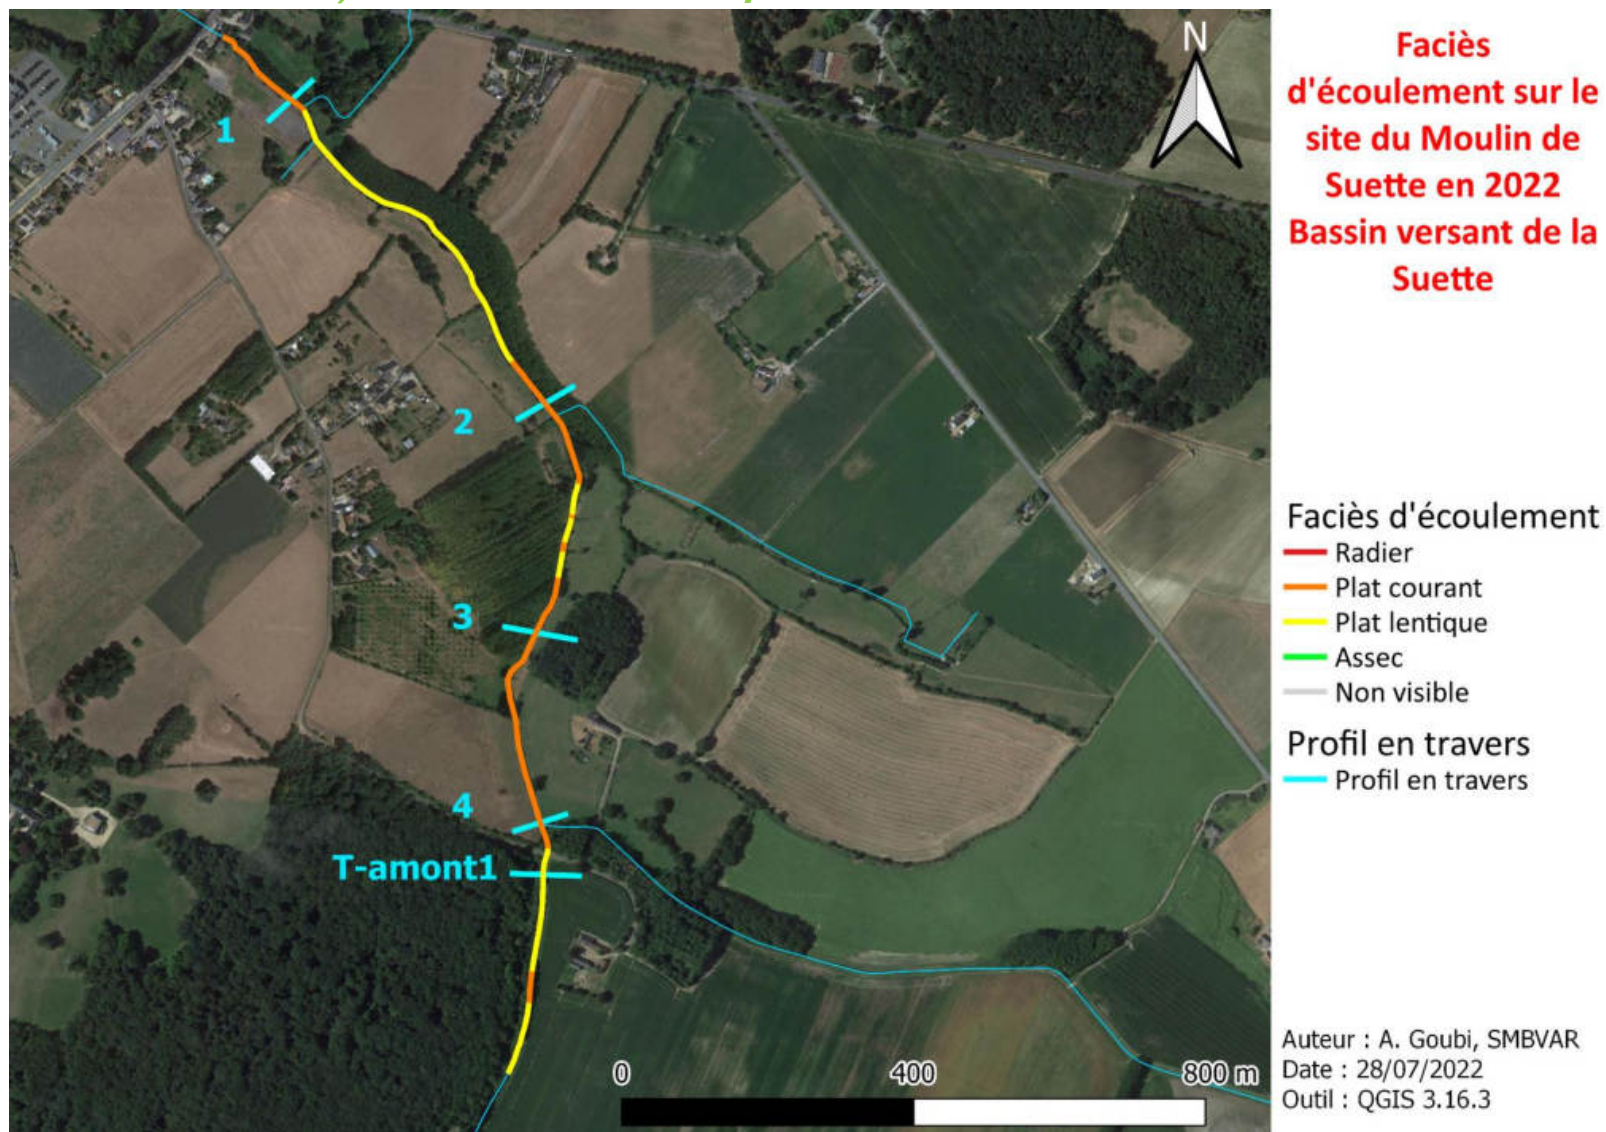 N
1
2
3
4
T-amont1
0 400 800 m
Faciès
d'écoulement sur le
site du Moulin de
Suette en 2022
Bassin versant de la
Suette
Faciès d'écoulement
Radier
Plat courant
Plat lentique
Assec
Non visible
Profil en travers
Profil en travers
Auteur : A. Goubi, SMBVAR
Date : 28/07/2022
Outil : QGIS 3.16.3